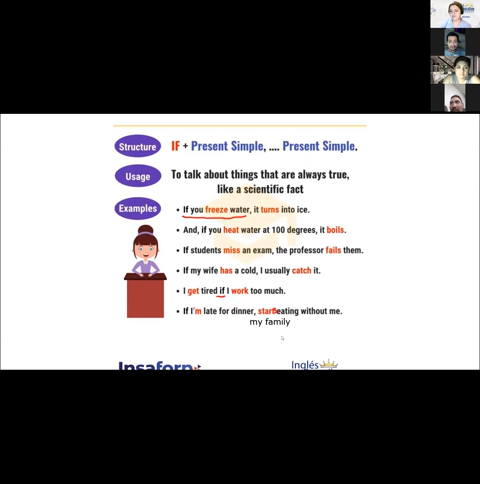 Structure
IF + Present Simple, .... Present Simple.
Usage
To talk about things that are always true,
like a scientific fact
Examples
• If you freeze water, it turns into ice.
• And, if you heat water at 100 degrees, it boils.
• If students miss an exam, the professor fails them.
• If my wife has a cold, I usually catch it.
• I get tired if I work too much.
• If I'm late for dinner, start eating without me.
my family
Insaforp
Inglés